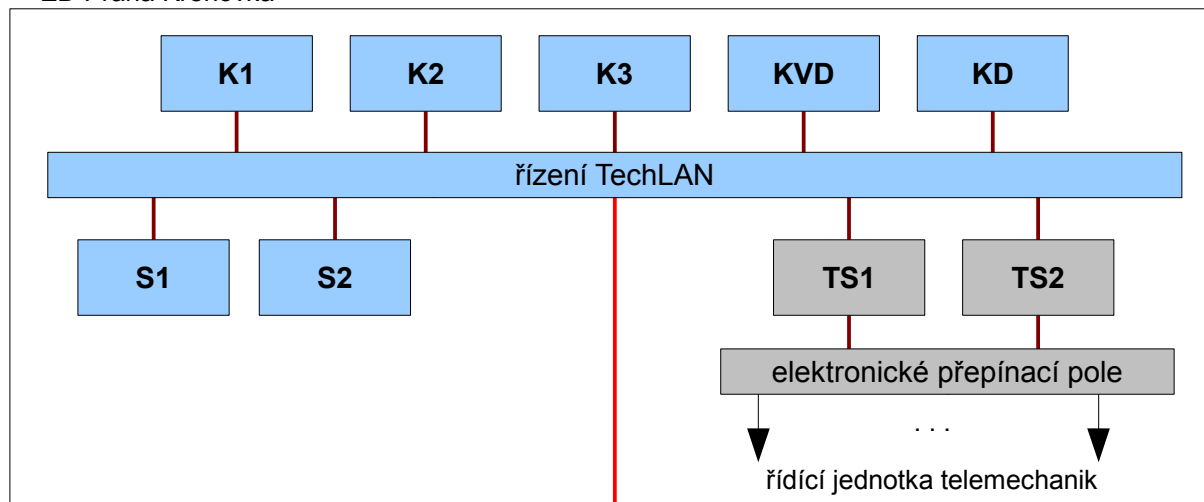 K1 K2 K3 KVD KD
řízení TechLAN
S1 S2 TS1 TS2
elektronické přepínací pole
. . .
řídící jednotka telemechanik